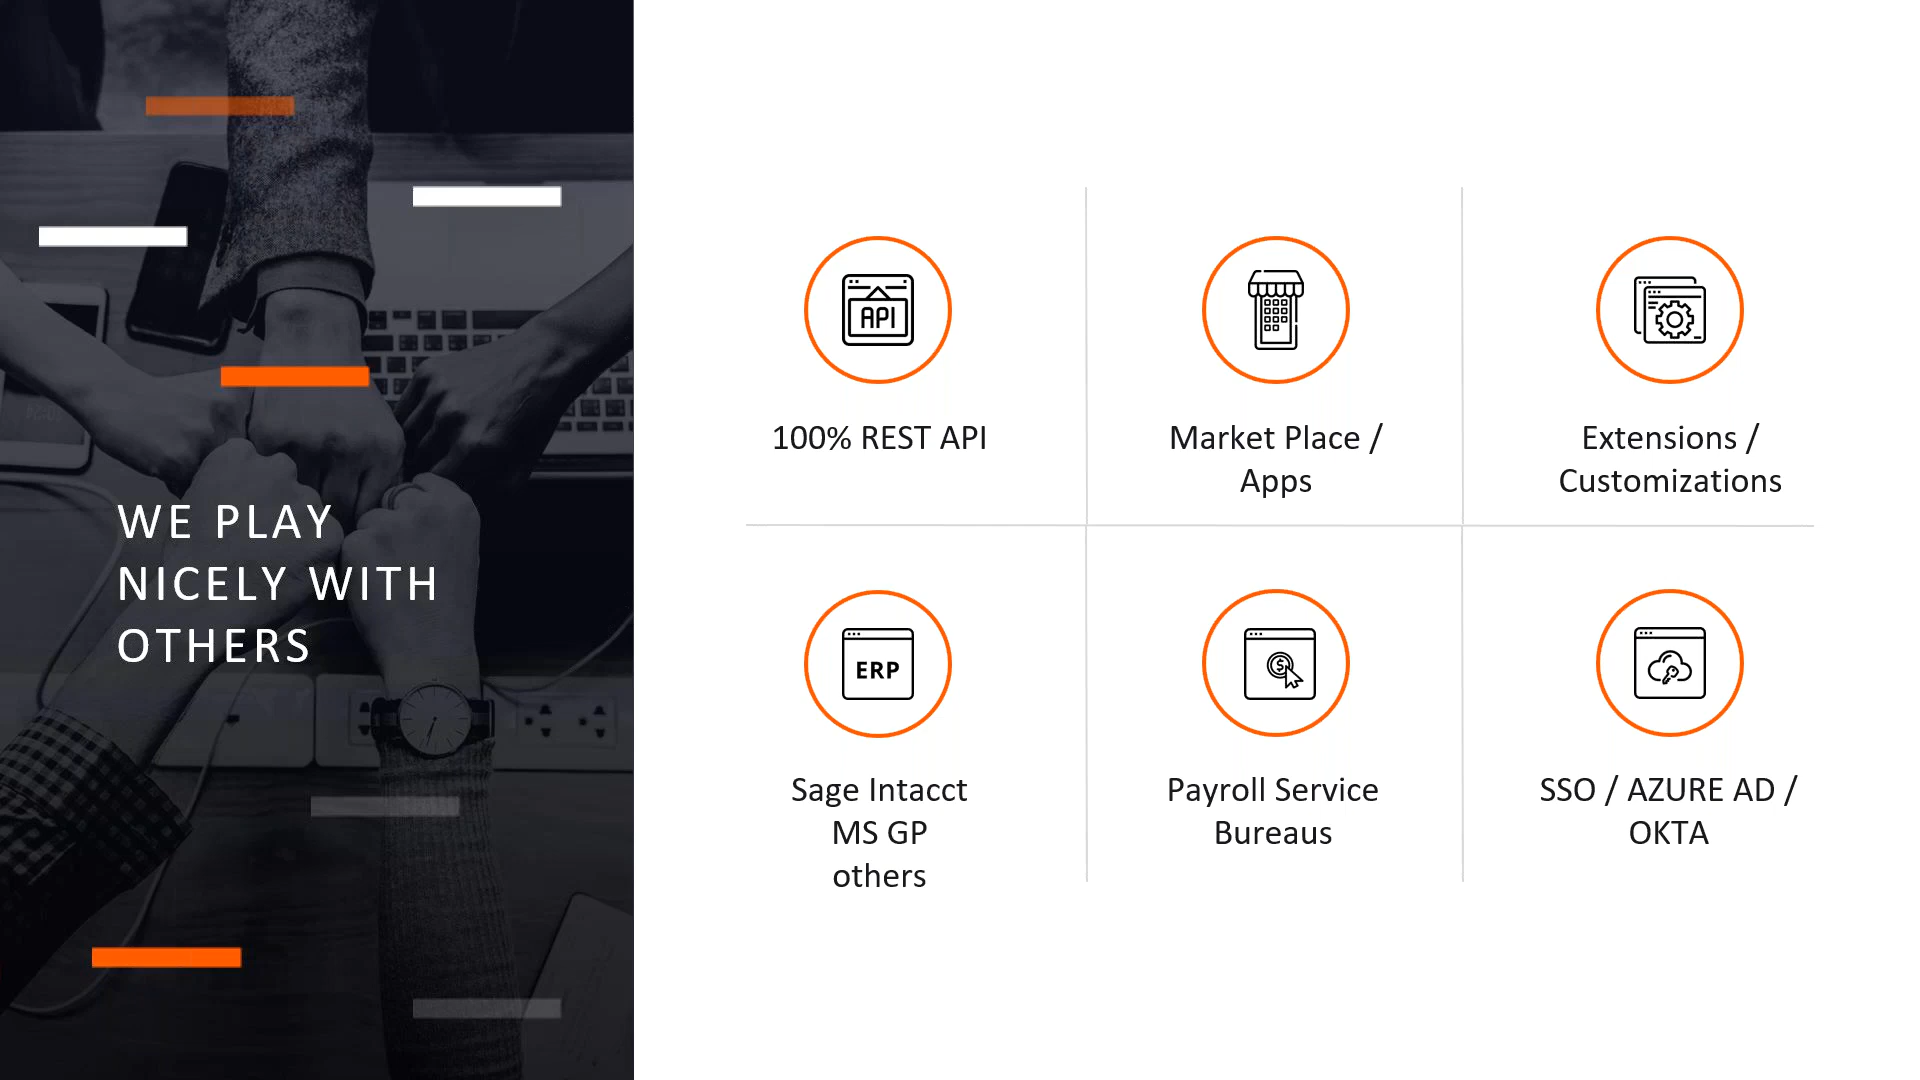 WE PLAY
NICELY WITH
OTHERS
API
100% REST API
Market Place /
Apps
Extensions /
Customizations
ERP
Sage Intacct
MS GP
others
$
Payroll Service
Bureaus
SSO / AZURE AD /
OKTA